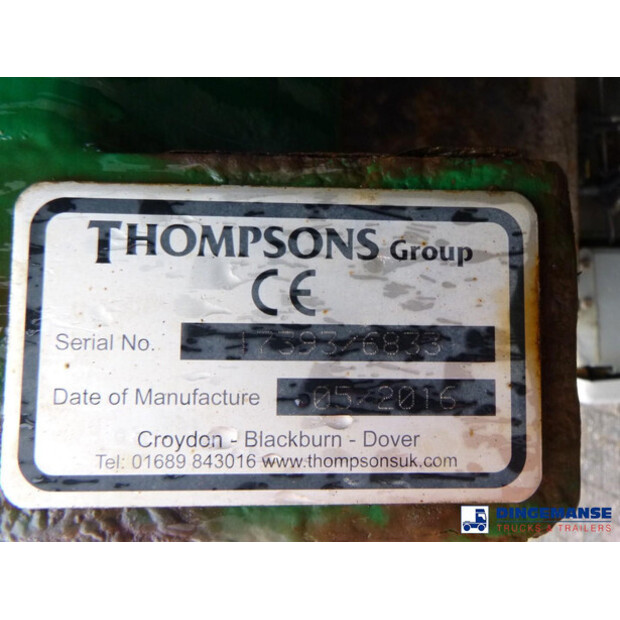 THOMPSONS Group
CE
Serial No. 17393/6833
Date of Manufacture 05/2016
Croydon - Blackburn - Dover
Tel: 01689 843016 www.thompsonsuk.com
TRUCKS & TRAILERS